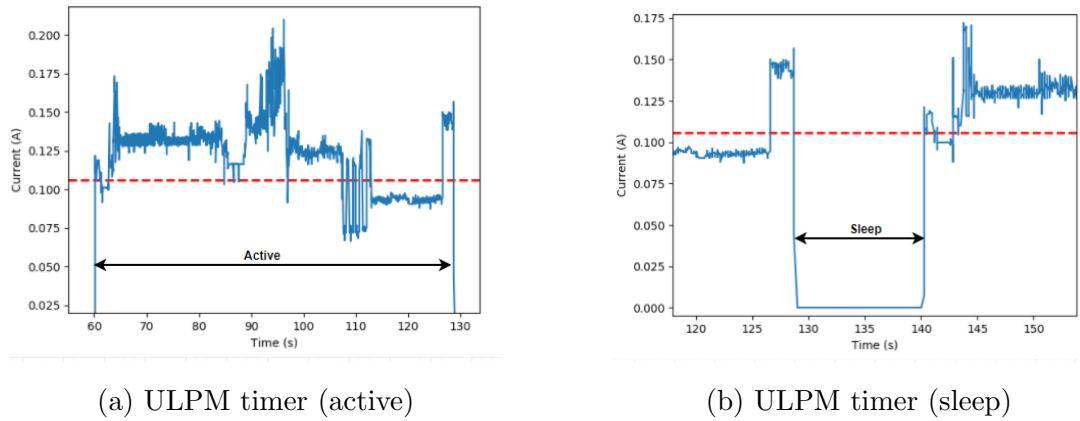 0.200
0.175
0.150
0.125
0.100
0.075
0.050
0.025
Current (A)
Active
60 70 80 90 100 110 120 130
Time (s)
(a) ULPM timer (active)
0.175
0.150
0.125
0.100
0.075
0.050
0.025
0.000
Current (A)
Sleep
120 125 130 135 140 145 150
Time (s)
(b) ULPM timer (sleep)